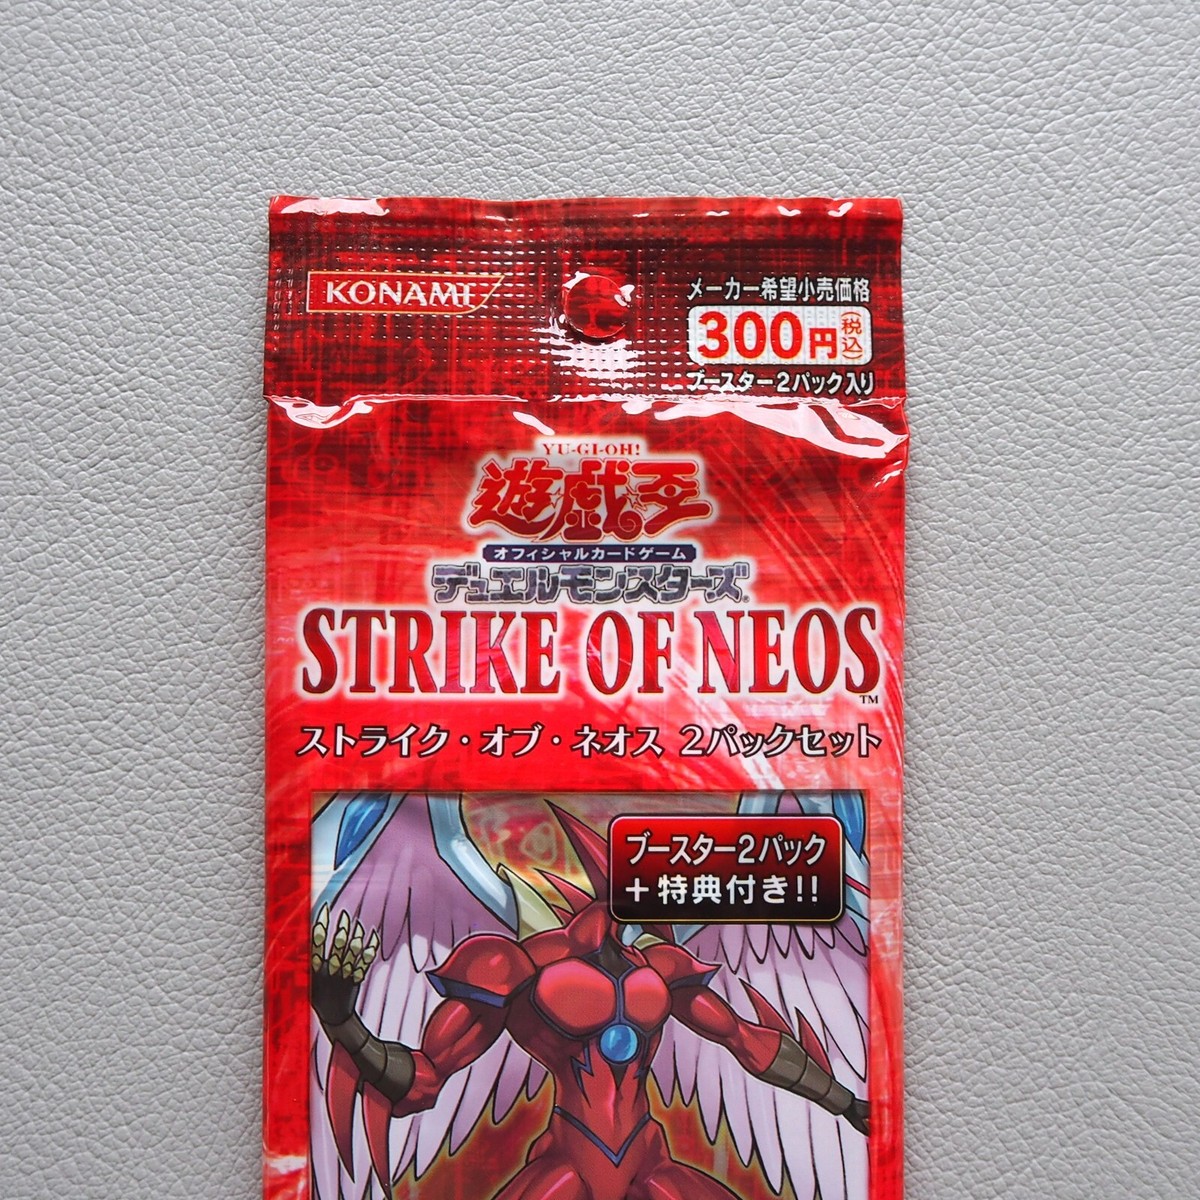 KONAMI
メーカー希望小売価格
300円(税込)
ブースター2パック入り
YU-GI-OH!
遊戯王
オフィシャルカードゲーム
デュエルモンスターズ®
STRIKE OF NEOS™
ストライク・オブ・ネオス 2パックセット
ブースター2パック
+特典付き!!